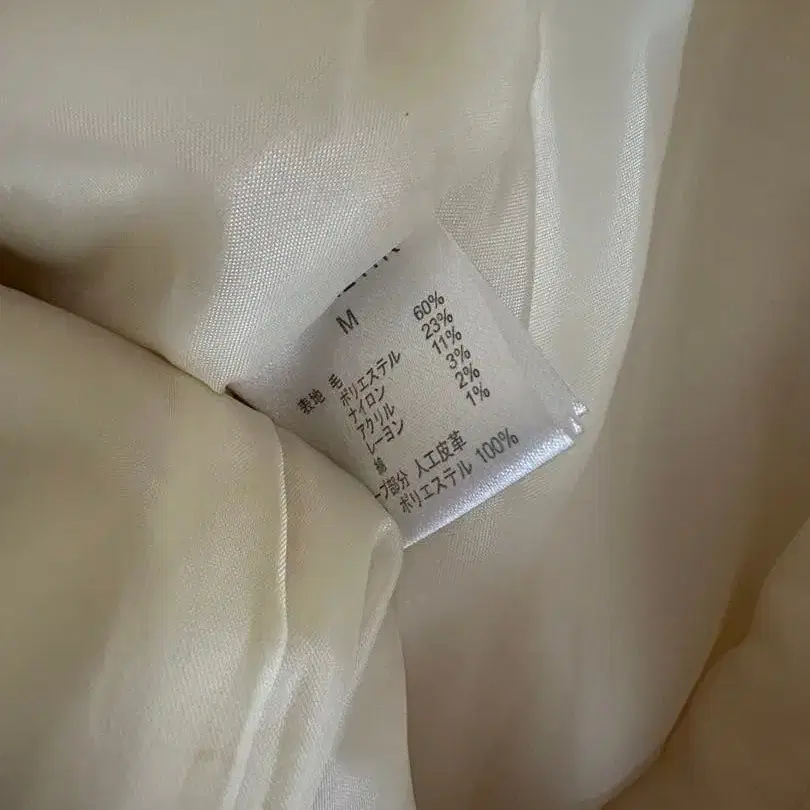 M
表地 毛 60%
ポリエステル 23%
ナイロン 11%
アクリル 3%
レーヨン 2%
綿 1%
ープ部分 人工皮革
ポリエステル 100%